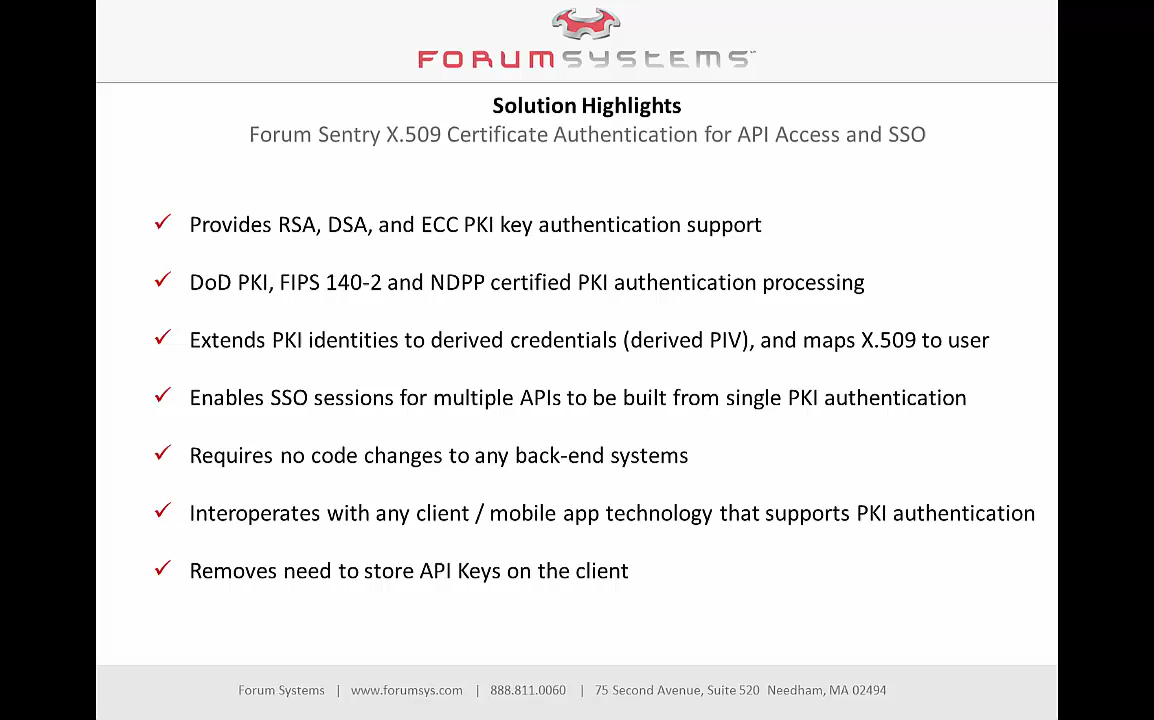 FORUMSYSTEMS
Solution Highlights
Forum Sentry X.509 Certificate Authentication for API Access and SSO
Provides RSA, DSA, and ECC PKI key authentication support
DoD PKI, FIPS 140-2 and NDPP certified PKI authentication processing
Extends PKI identities to derived credentials (derived PIV), and maps X.509 to user
Enables SSO sessions for multiple APIs to be built from single PKI authentication
Requires no code changes to any back-end systems
Interoperates with any client / mobile app technology that supports PKI authentication
Removes need to store API Keys on the client
Forum Systems | www.forumsys.com | 888.811.0060 | 75 Second Avenue, Suite 520 Needham, MA 02494